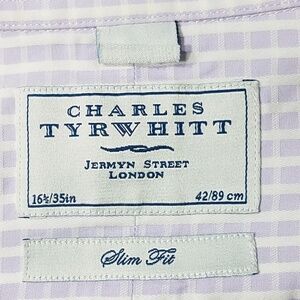 CHARLES
TYRWHITT
JERMYN STREET
LONDON
16½/35in 42/89 cm
Slim Fit